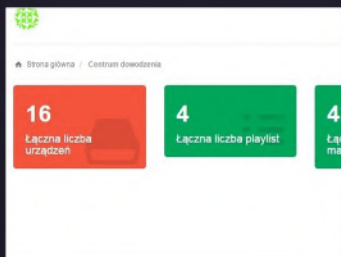 Strona główna / Centrum dowodzenia
16
Łączna liczba
urządzeń
4
Łączna liczba playlist
4